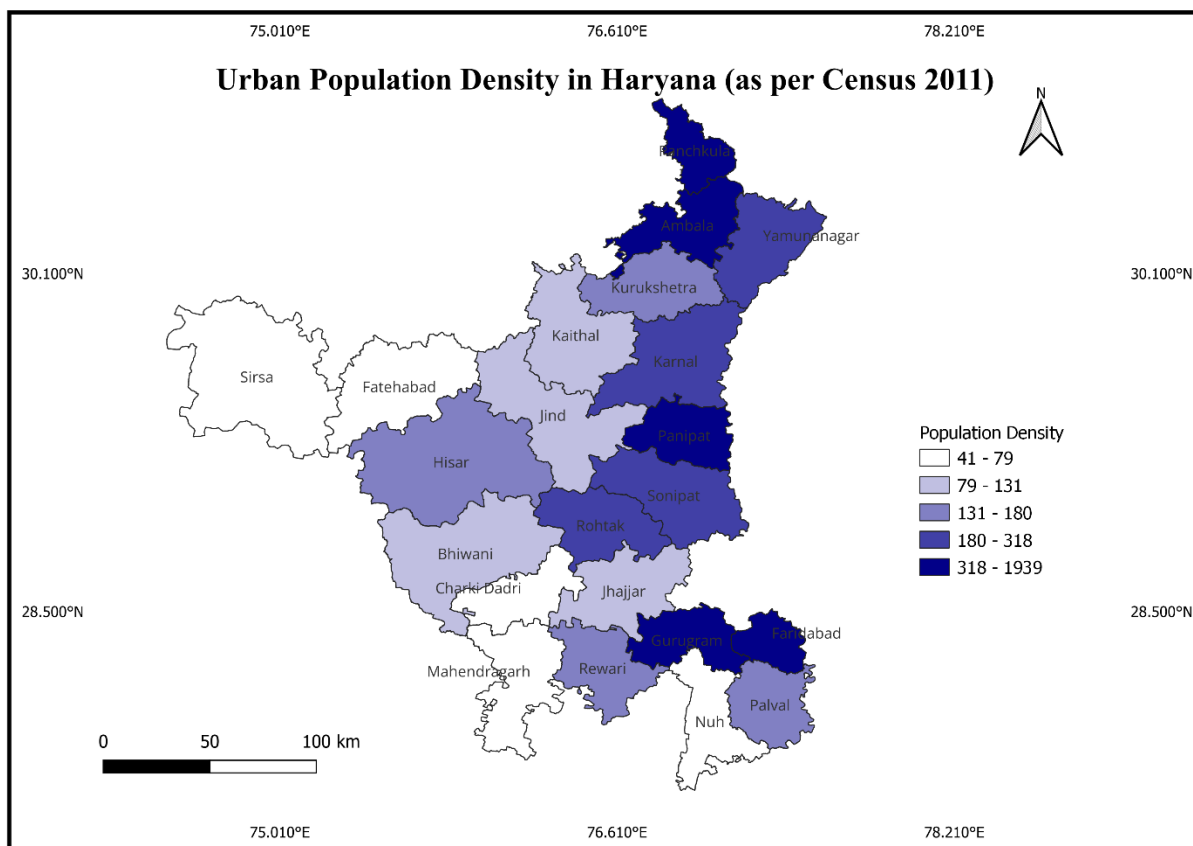 75.010°E 76.610°E 78.210°E
Urban Population Density in Haryana (as per Census 2011)
N
Panchkula
Ambala
Yamunanagar
30.100°N 30.100°N
Kurukshetra
Kaithal
Karnal
Sirsa
Fatehabad
Jind
Panipat
Population Density
41 - 79
79 - 131
131 - 180
180 - 318
318 - 1939
Hisar
Sonipat
Rohtak
Bhiwani
Charki Dadri
Jhajjar
28.500°N 28.500°N
Gurugram
Faridabad
Mahendragarh
Rewari
Palval
Nuh
0 50 100 km
75.010°E 76.610°E 78.210°E